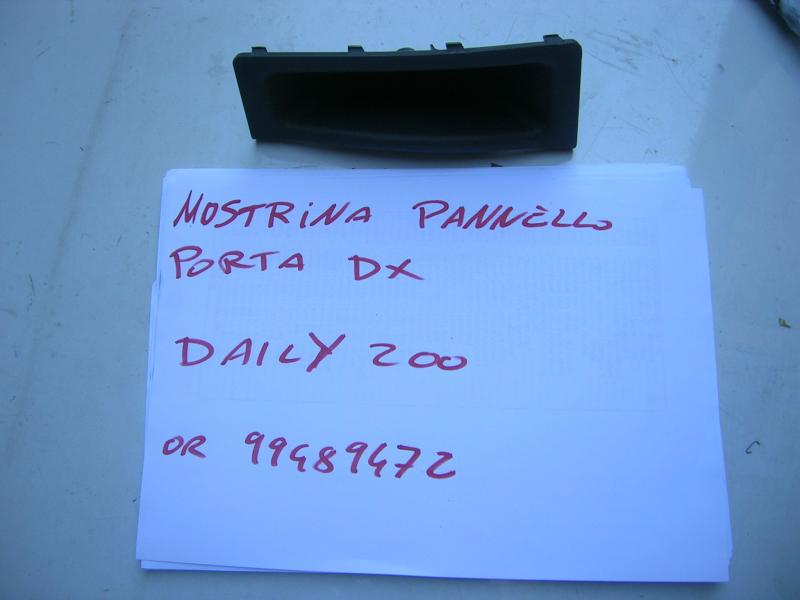 MOSTRINA PANNELLO
PORTA DX
DAILY 200
OR 99489472